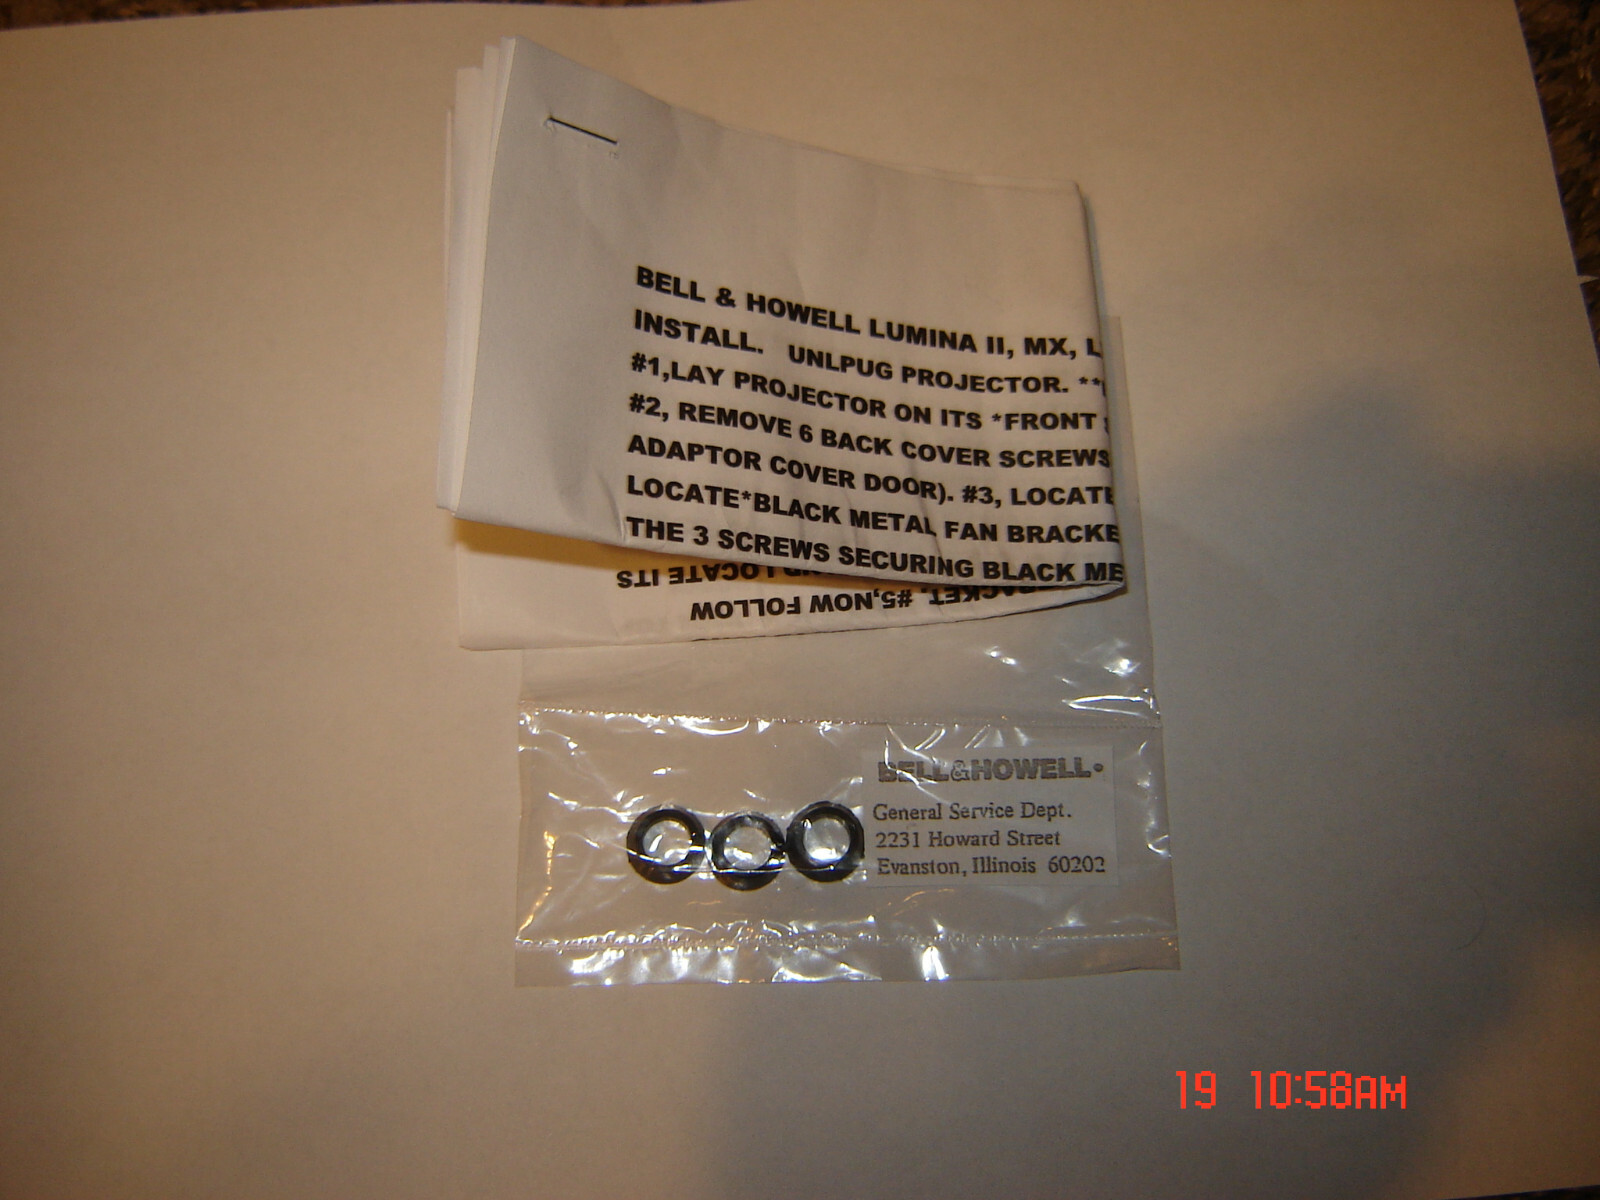 BELL & HOWELL LUMINA II, MX, L
INSTALL. UNLPUG PROJECTOR. **
#1,LAY PROJECTOR ON ITS *FRONT
#2, REMOVE 6 BACK COVER SCREWS
ADAPTOR COVER DOOR). #3, LOCATE
LOCATE*BLACK METAL FAN BRACKE
THE 3 SCREWS SECURING BLACK ME
LOCATE ITS
#5,NOW FOLLOW
BELL&HOWELL
General Service Dept.
2231 Howard Street
Evanston, Illinois 60202
19 10:58AM